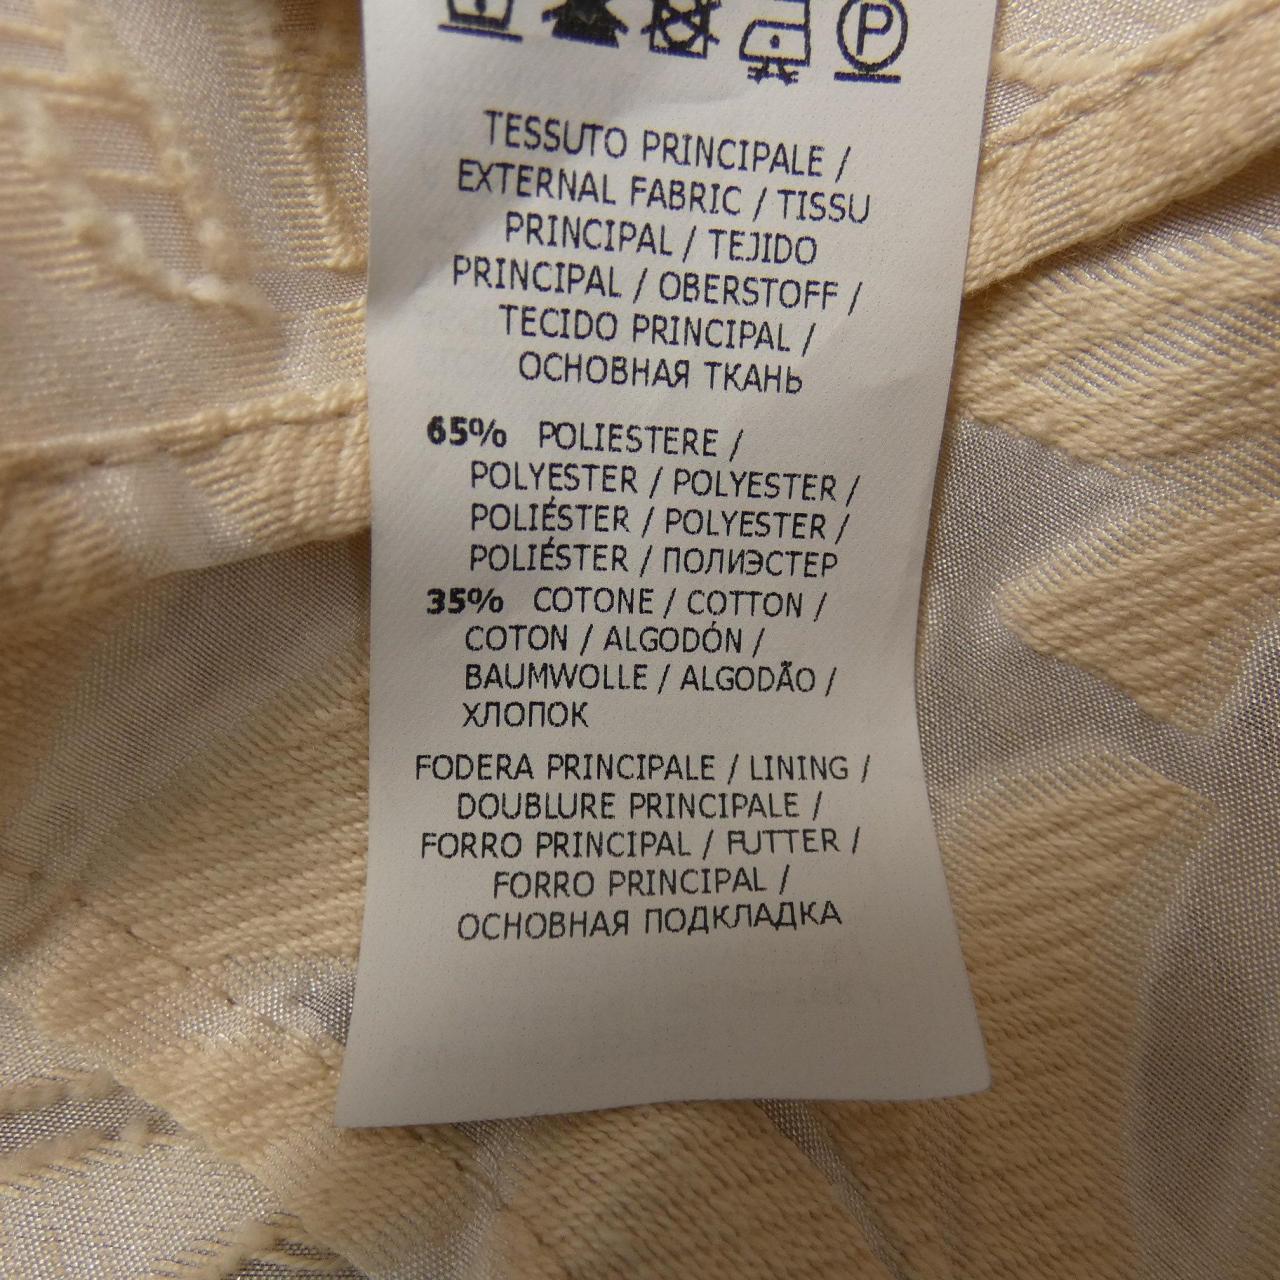 P
TESSUTO PRINCIPALE /
EXTERNAL FABRIC / TISSU
PRINCIPAL / TEJIDO
PRINCIPAL / OBERSTOFF /
TECIDO PRINCIPAL /
ОСНОВНАЯ ТКАНЬ
65% POLIESTERE /
POLYESTER / POLYESTER /
POLIÉSTER / POLYESTER /
POLIÉSTER / ПОЛИЭСТЕР
35% COTONE / COTTON /
COTON / ALGODÓN /
BAUMWOLLE / ALGODÃO /
ХЛОПОК
FODERA PRINCIPALE / LINING /
DOUBLURE PRINCIPALE /
FORRO PRINCIPAL / FUTTER /
FORRO PRINCIPAL /
ОСНОВНАЯ ПОДКЛАДКА